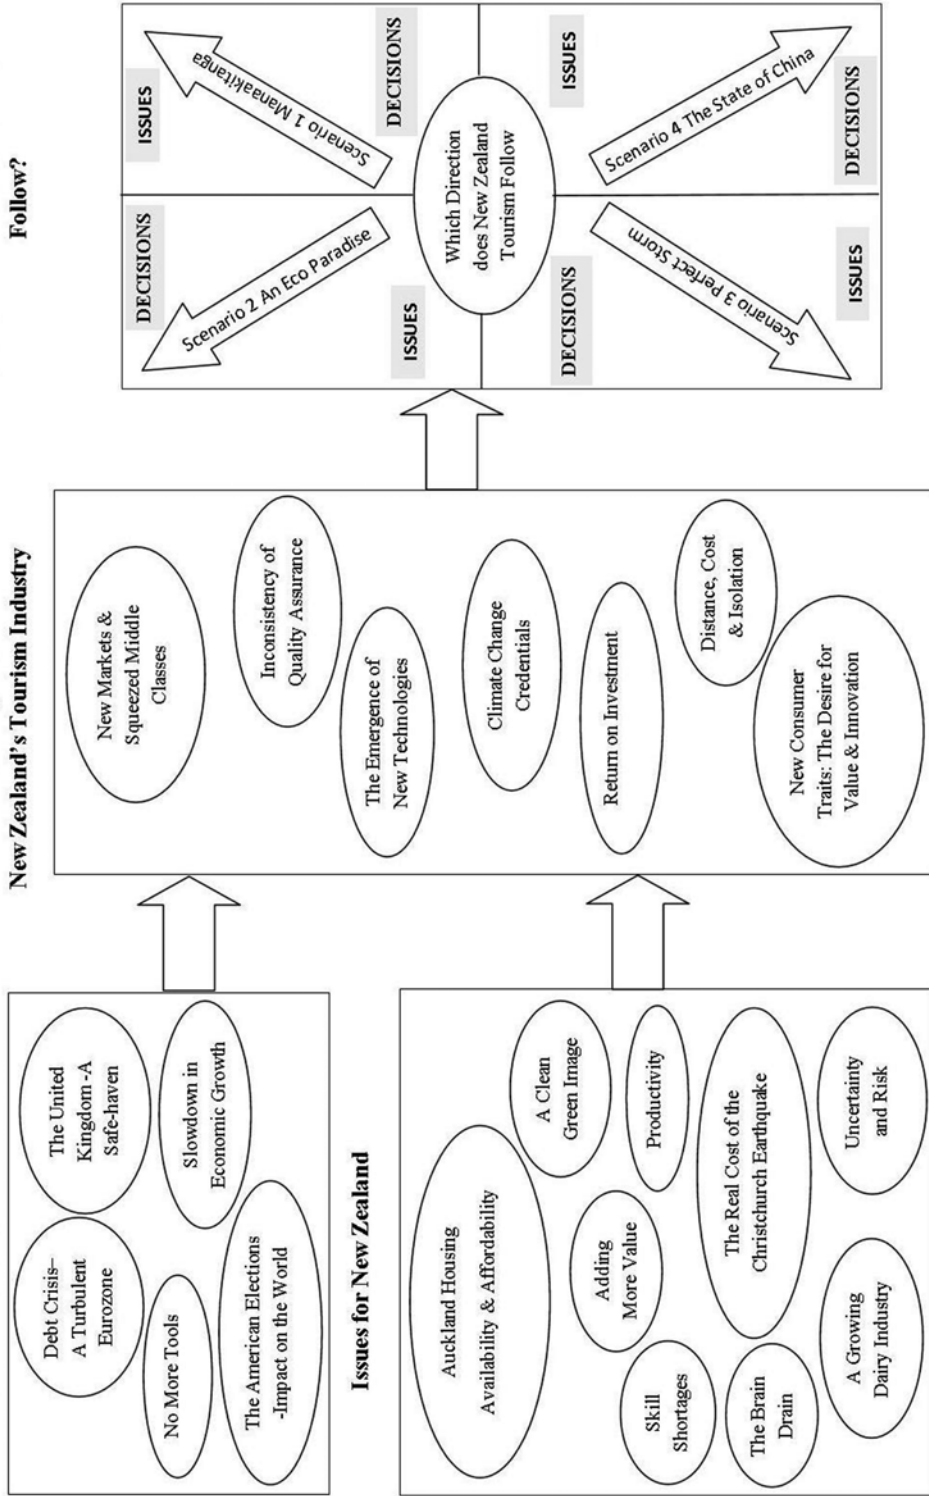 Debt Crisis–
A Turbulent
Eurozone
The United
Kingdom -A
Safe-haven
No More Tools
Slowdown in
Economic Growth
The American Elections
-Impact on the World
Issues for New Zealand
Auckland Housing
Availability & Affordability
A Clean
Green Image
Adding
More Value
Skill
Shortages
Productivity
The Brain
Drain
The Real Cost of the
Christchurch Earthquake
A Growing
Dairy Industry
Uncertainty
and Risk
New Zealand's Tourism Industry
New Markets &
Squeezed Middle
Classes
Inconsistency of
Quality Assurance
The Emergence of
New Technologies
Climate Change
Credentials
Return on Investment
Distance, Cost
& Isolation
New Consumer
Traits: The Desire for
Value & Innovation
Follow?
DECISIONS
Scenario 2 An Eco Paradise
ISSUES
ISSUES
Scenario 1 Manaakitanga
DECISIONS
Which Direction
does New Zealand
Tourism Follow
DECISIONS
Scenario 3 Perfect Storm
ISSUES
ISSUES
Scenario 4 The State of China
DECISIONS